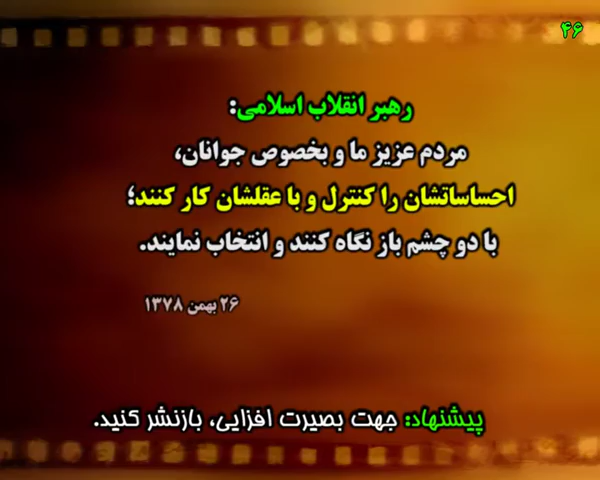 ۴۶
رهبر انقلاب اسلامی:
مردم عزیز ما و بخصوص جوانان،
احساساتشان را کنترل و با عقلشان کار کنند؛
با دو چشم باز نگاه کنند و انتخاب نمایند.
۲۶ بهمن ۱۳۷۸
پیشنهاد: جهت بصیرت افزایی، بازنشر کنید.